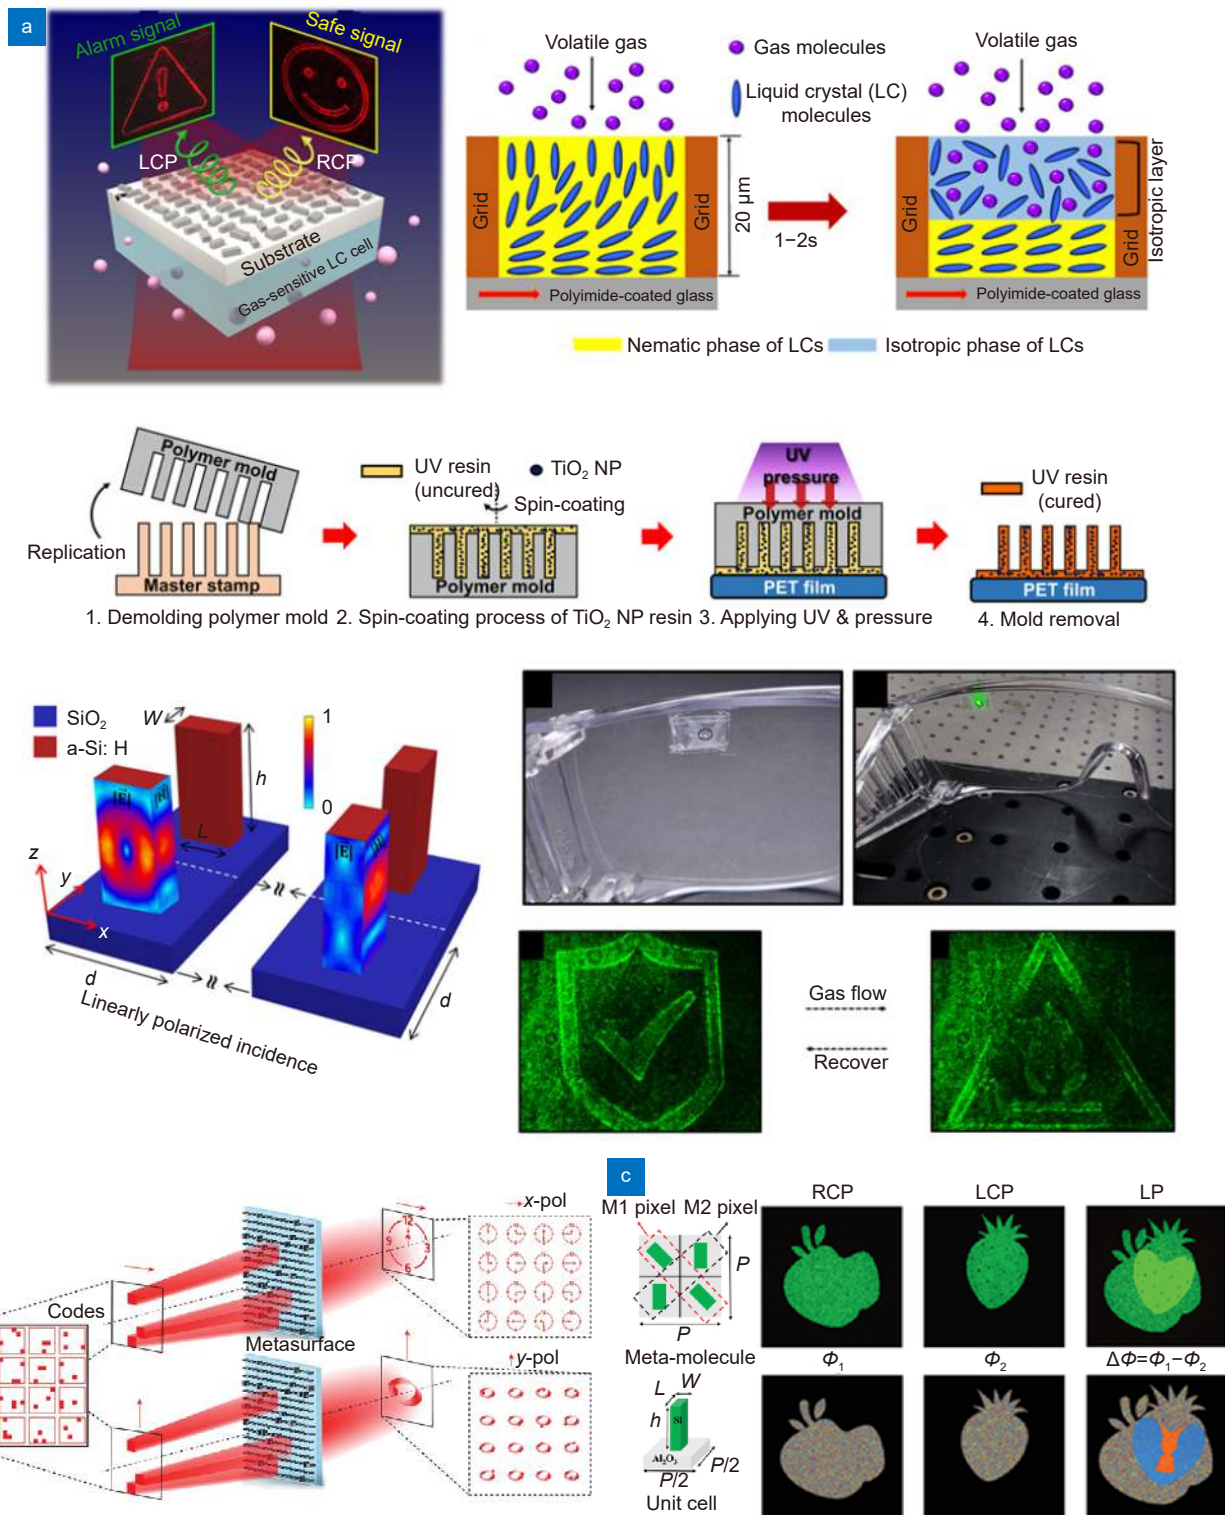 a
Alarm signal
Safe signal
LCP
RCP
Substrate
Gas-sensitive LC cell
Volatile gas
Gas molecules
Liquid crystal (LC)
molecules
Volatile gas
Grid
Grid
20 μm
1−2s
Grid
Grid
Isotropic layer
Polyimide-coated glass
Polyimide-coated glass
Nematic phase of LCs
Isotropic phase of LCs
Polymer mold
Replication
Master stamp
UV resin
(uncured)
TiO2 NP
Spin-coating
Polymer mold
UV
pressure
Polymer mold
PET film
UV resin
(cured)
PET film
1. Demolding polymer mold
2. Spin-coating process of TiO2 NP resin
3. Applying UV & pressure
4. Mold removal
SiO2
a-Si: H
W
h
L
1
0
|E|
|H|
|E|
|H|
z
y
x
d
d
Linearly polarized incidence
Gas flow
Recover
Codes
Metasurface
12
9
3
6
x-pol
y-pol
c
M1 pixel
M2 pixel
P
P
Meta-molecule
L
W
h
Si
Al2O3
P/2
P/2
Unit cell
RCP
LCP
LP
Φ1
Φ2
ΔΦ=Φ1−Φ2